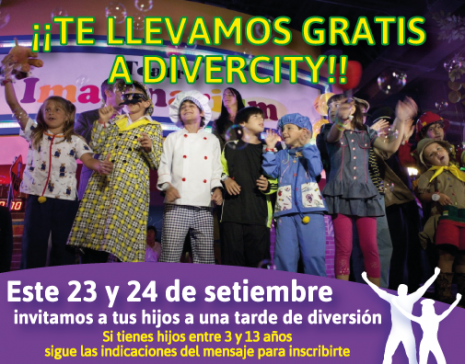 ¡¡TE LLEVAMOS GRATIS
A DIVERCITY!!
Este 23 y 24 de setiembre
invitamos a tus hijos a una tarde de diversión
Si tienes hijos entre 3 y 13 años
sigue las indicaciones del mensaje para inscribirte